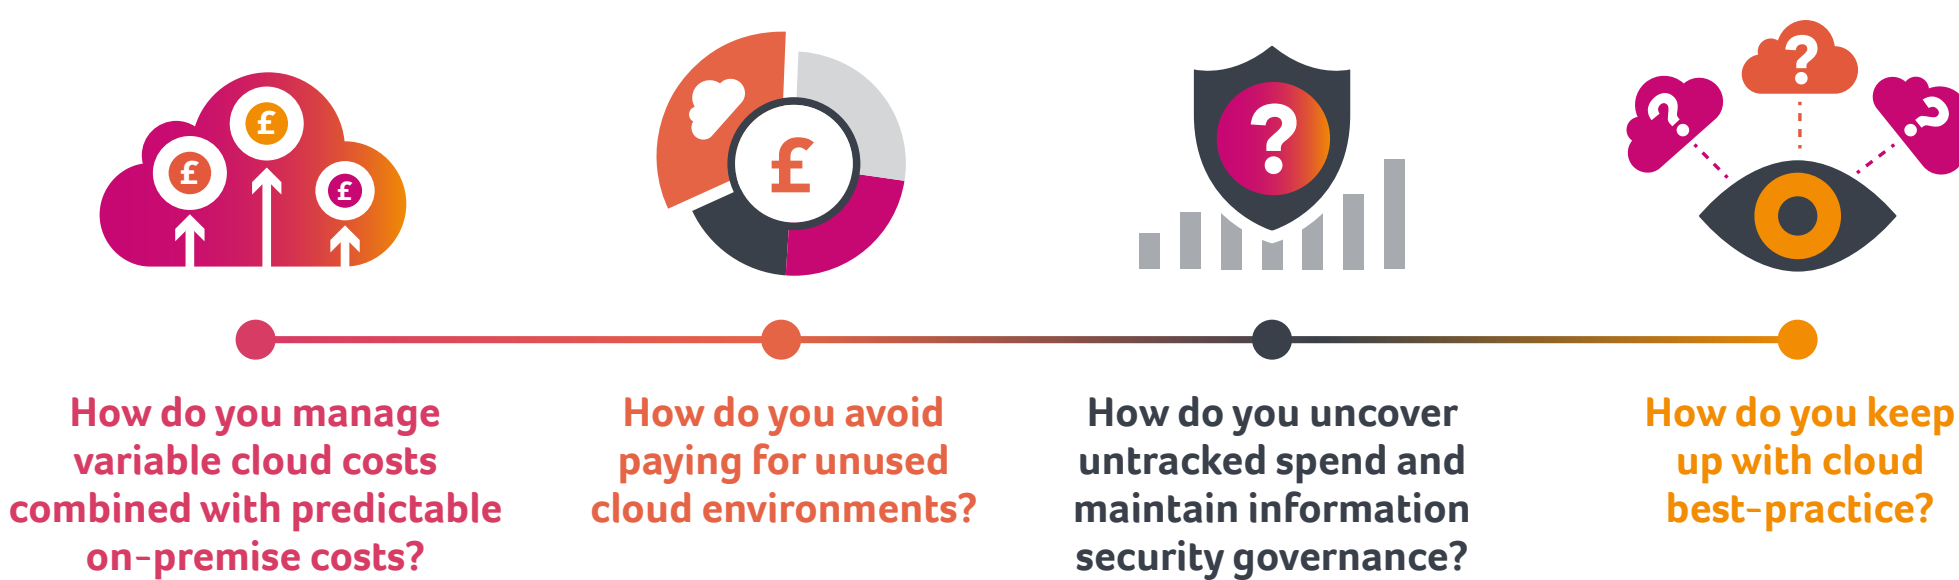 £
£
£
£
?
?
?
?
How do you manage
variable cloud costs
combined with predictable
on-premise costs?
How do you avoid
paying for unused
cloud environments?
How do you uncover
untracked spend and
maintain information
security governance?
How do you keep
up with cloud
best-practice?